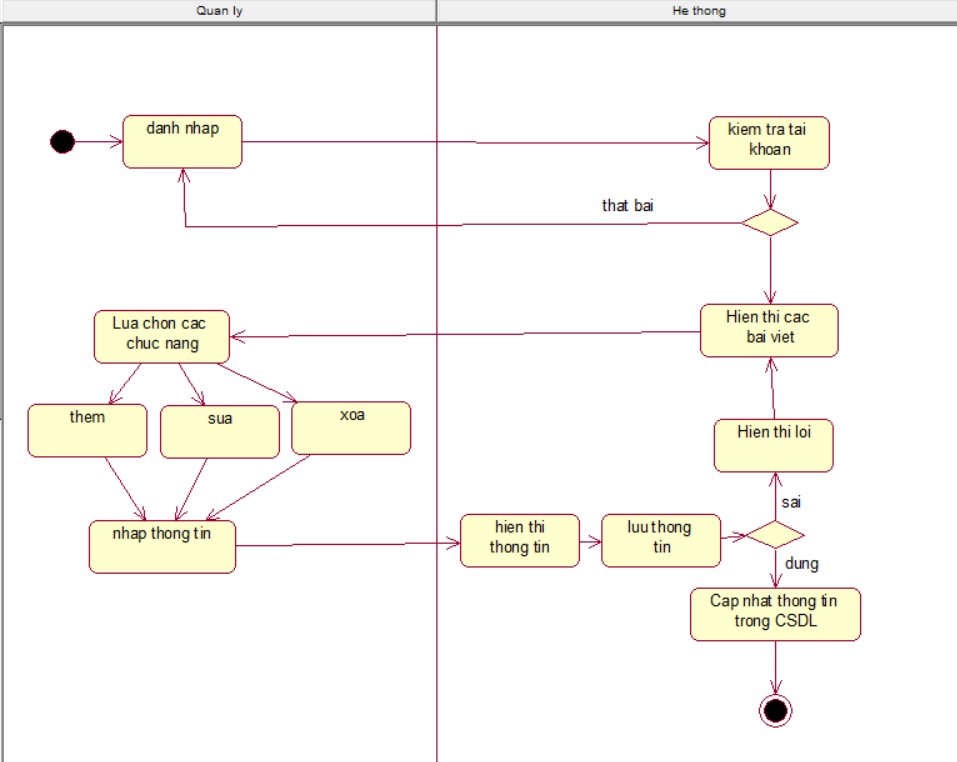 Quan ly
He thong
danh nhap
kiem tra tai
khoan
that bai
Lua chon cac
chuc nang
Hien thi cac
bai viet
them
sua
xoa
Hien thi loi
sai
nhap thong tin
hien thi
thong tin
luu thong
tin
dung
Cap nhat thong tin
trong CSDL